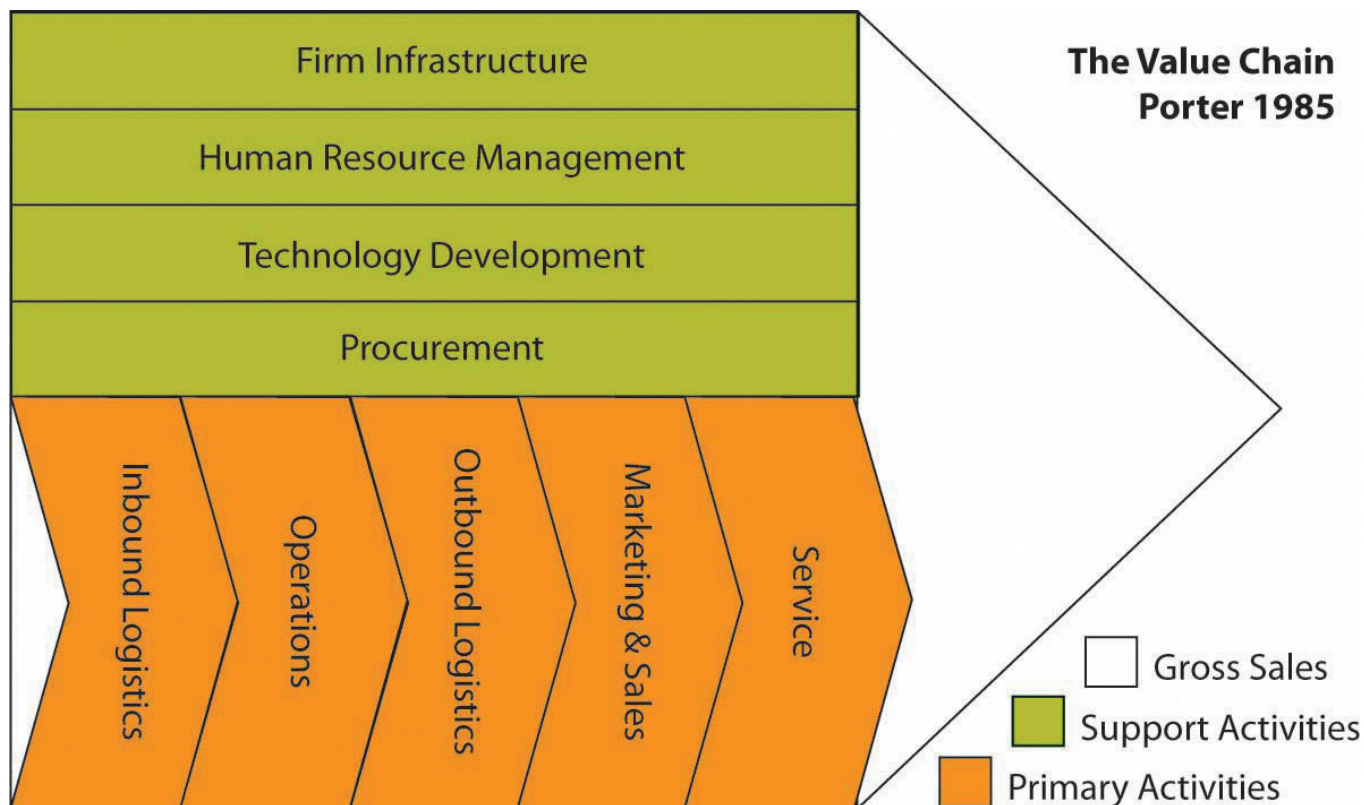 The Value Chain
Porter 1985
Firm Infrastructure
Human Resource Management
Technology Development
Procurement
Inbound Logistics
Operations
Outbound Logistics
Marketing & Sales
Service
Gross Sales
Support Activities
Primary Activities